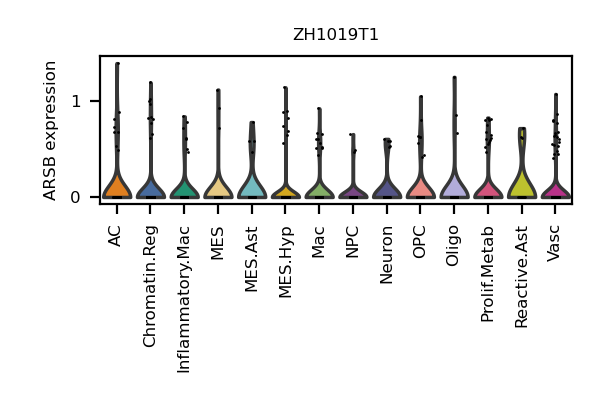 ZH1019T1
ARSB expression
1
0
AC
Chromatin.Reg
Inflammatory.Mac
MES
MES.Ast
MES.Hyp
Mac
NPC
Neuron
OPC
Oligo
Prolif.Metab
Reactive.Ast
Vasc